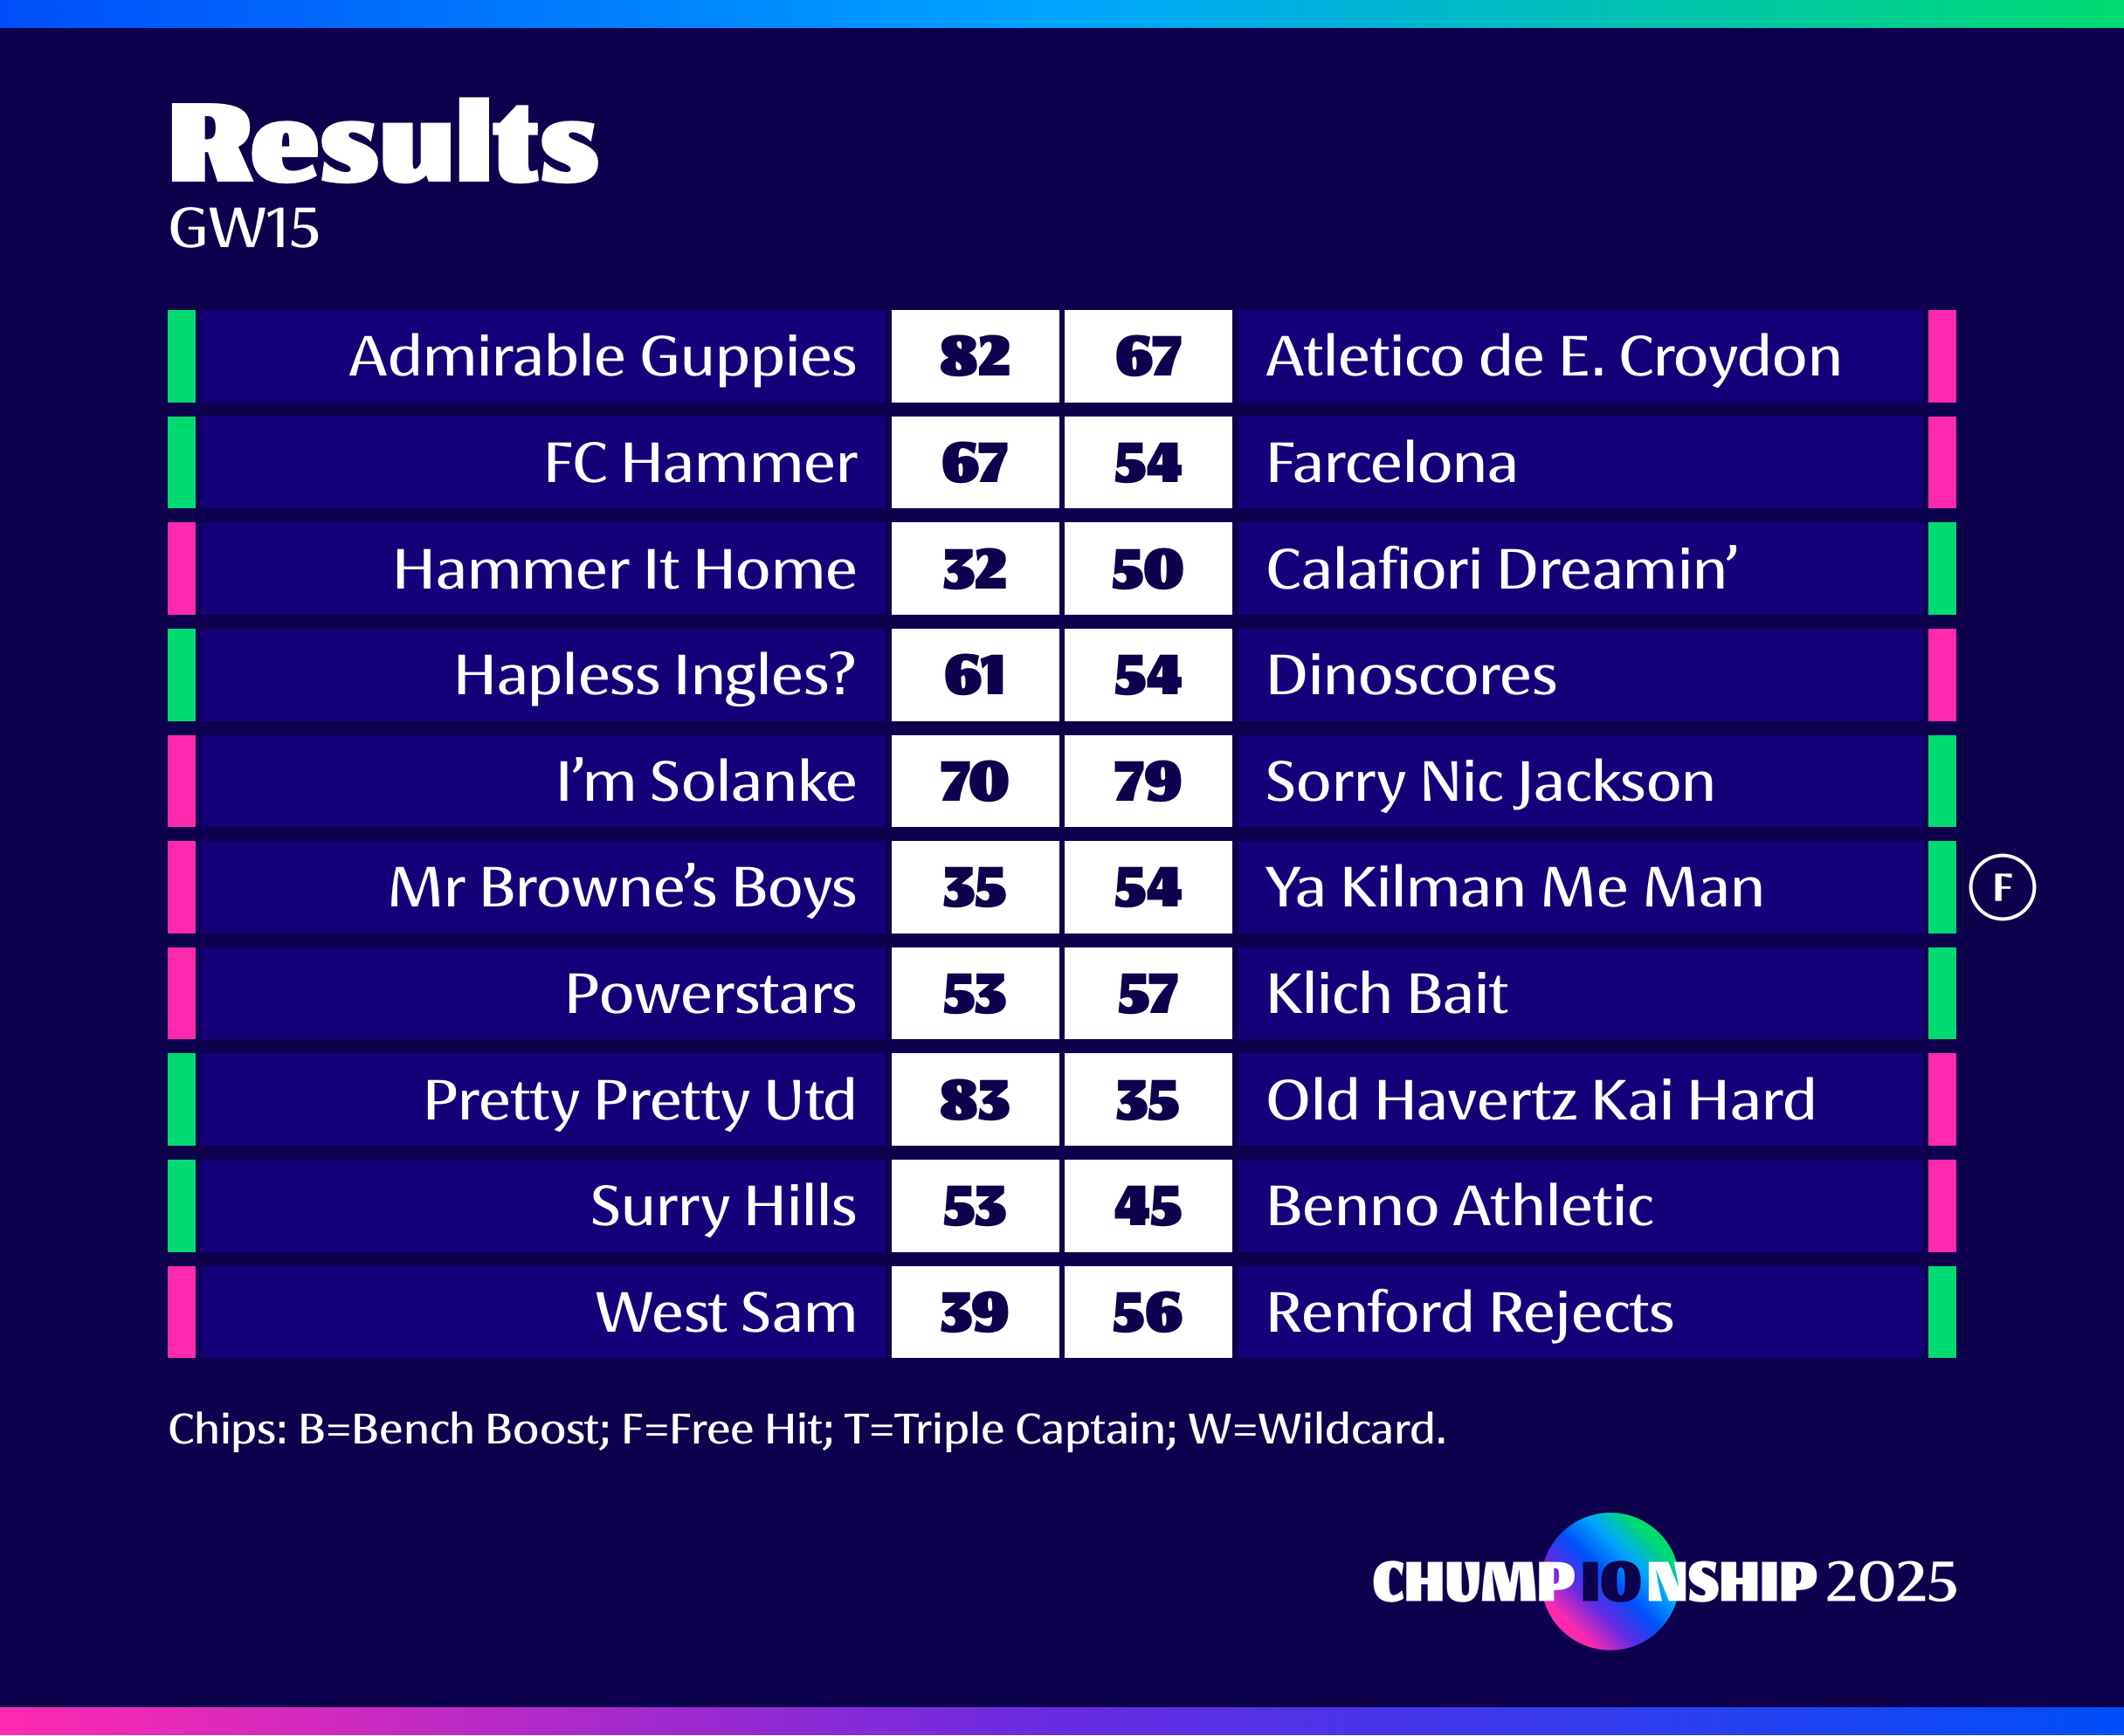 Results
GW15
Admirable Guppies 82 67 Atletico de E. Croydon
FC Hammer 67 54 Farcelona
Hammer It Home 32 50 Calafiori Dreamin’
Hapless Ingles? 61 54 Dinoscores
I’m Solanke 70 79 Sorry Nic Jackson
Mr Browne’s Boys 35 54 Ya Kilman Me Man F
Powerstars 53 57 Klich Bait
Pretty Pretty Utd 83 35 Old Havertz Kai Hard
Surry Hills 53 45 Benno Athletic
West Sam 39 56 Renford Rejects
Chips: B=Bench Boost; F=Free Hit; T=Triple Captain; W=Wildcard.
CHUMPIONSHIP 2025